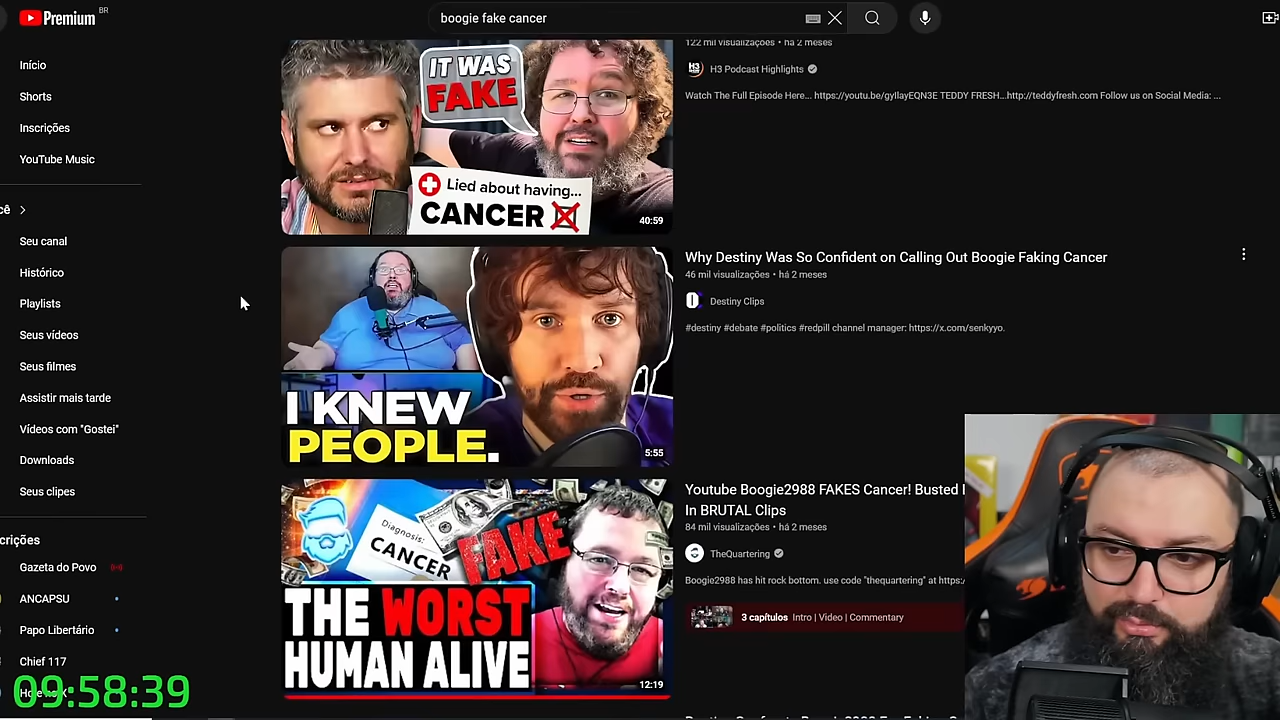 Premium BR
boogie fake cancer
Início
Shorts
Inscrições
YouTube Music
cê
Seu canal
Histórico
Playlists
Seus vídeos
Seus filmes
Assistir mais tarde
Vídeos com "Gostei"
Downloads
Seus clipes
crições
Gazeta do Povo
ANCAPSU
Papo Libertário
Chief 117
09:58:39
IT WAS
FAKE
Lied about having...
CANCER
40:59
122 mil visualizações • há 2 meses
H3
H3 Podcast Highlights
Watch The Full Episode Here... https://youtu.be/gyIlayEQN3E TEDDY FRESH...http://teddyfresh.com Follow us on Social Media: ...
I KNEW
PEOPLE.
5:55
Why Destiny Was So Confident on Calling Out Boogie Faking Cancer
46 mil visualizações • há 2 meses
Destiny Clips
#destiny #debate #politics #redpill channel manager: https://x.com/senkyyo.
Diagnosis:
CANCER
FAKE
THE WORST
HUMAN ALIVE
12:19
Youtube Boogie2988 FAKES Cancer! Busted
In BRUTAL Clips
84 mil visualizações • há 2 meses
TheQuartering
Boogie2988 has hit rock bottom. use code "thequartering" at https:
3 capítulos Intro | Video | Commentary